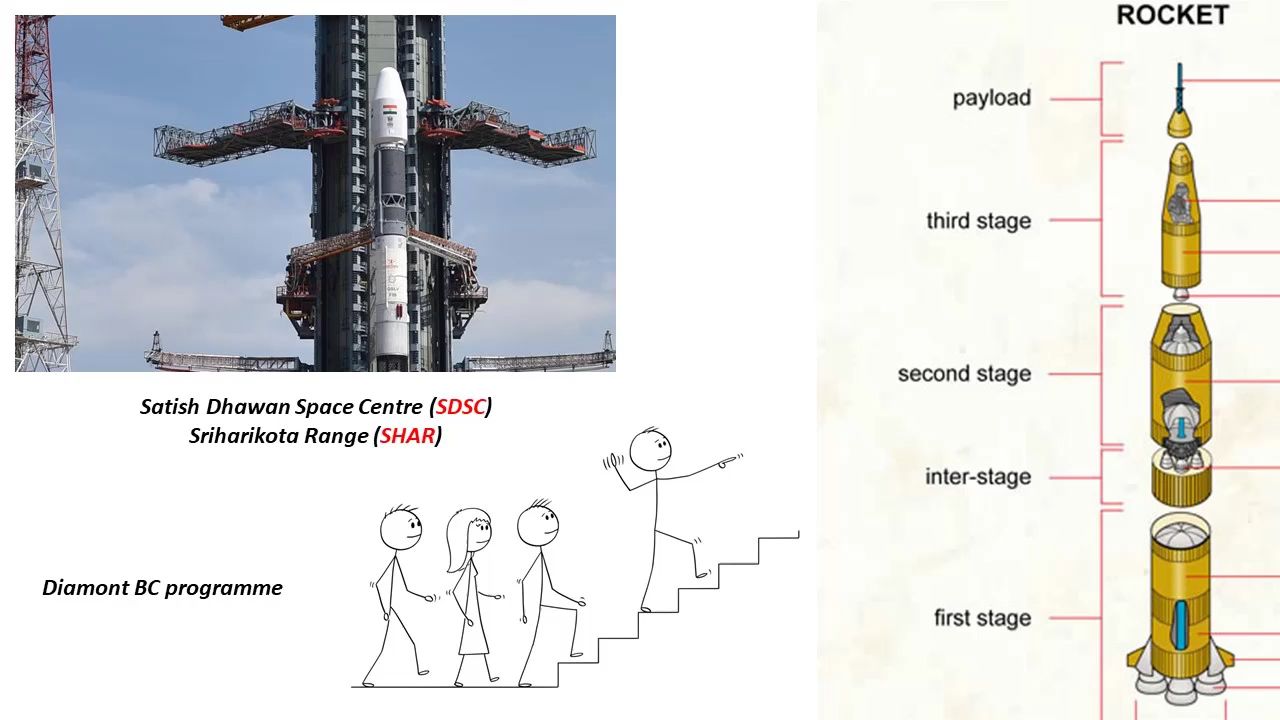 Satish Dhawan Space Centre (SDSC)
Sriharikota Range (SHAR)
Diamont BC programme
ROCKET
payload
third stage
second stage
inter-stage
first stage